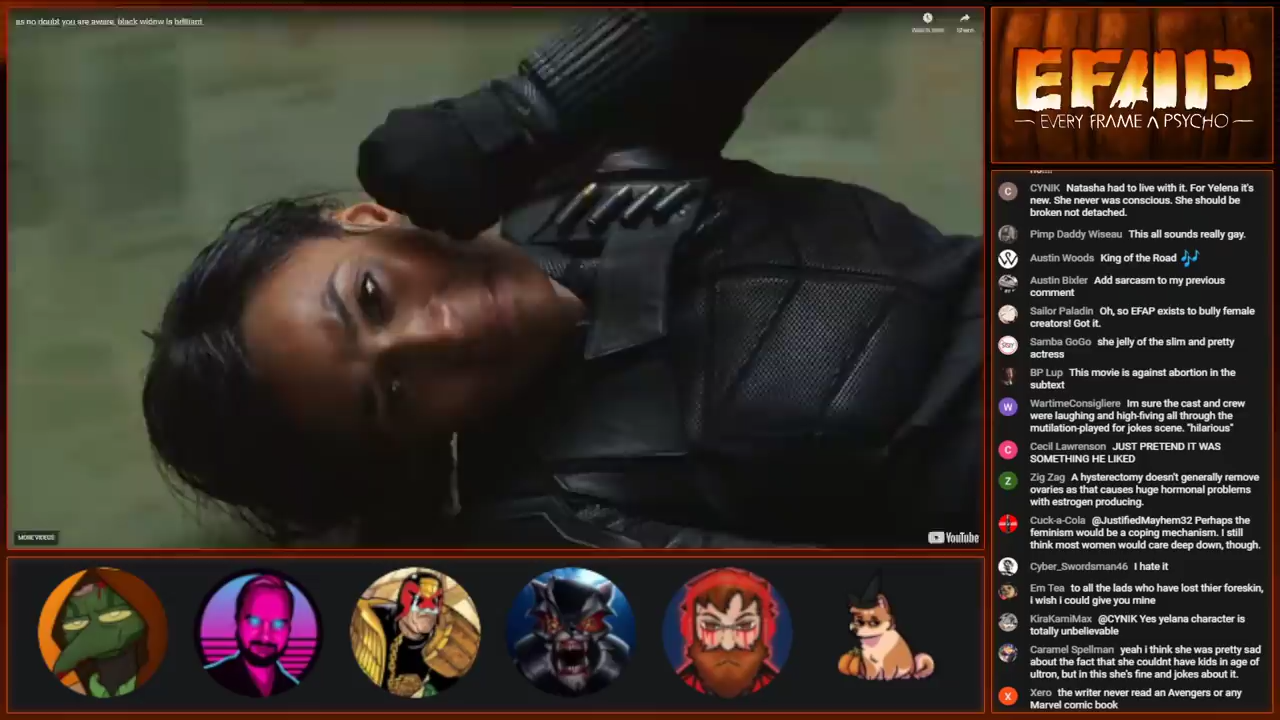 as no doubt you are aware, black widow is brilliant.
Watch later
Share
MORE VIDEOS
YouTube
EFAP
EVERY FRAME A PSYCHO
CYNIK Natasha had to live with it. For Yelena it's
new. She never was conscious. She should be
broken not detached.
Pimp Daddy Wiseau This all sounds really gay.
Austin Woods King of the Road 🎶
Austin Bixler Add sarcasm to my previous
comment
Sailor Paladin Oh, so EFAP exists to bully female
creators! Got it.
Samba GoGo she jelly of the slim and pretty
actress
BP Lup This movie is against abortion in the
subtext
W
WartimeConsigliere Im sure the cast and crew
were laughing and high-fiving all through the
mutilation-played for jokes scene. "hilarious"
C
Cecil Lawrenson JUST PRETEND IT WAS
SOMETHING HE LIKED
Z
Zig Zag A hysterectomy doesn't generally remove
ovaries as that causes huge hormonal problems
with estrogen producing.
Cuck-a-Cola @JustifiedMayhem32 Perhaps the
feminism would be a coping mechanism. I still
think most women would care deep down, though.
Cyber_Swordsman46 I hate it
Em Tea to all the lads who have lost thier foreskin,
i wish i could give you mine
KiraKamiMax @CYNIK Yes yelana character is
totally unbelievable
Caramel Spellman yeah i think she was pretty sad
about the fact that she couldnt have kids in age of
ultron, but in this she's fine and jokes about it.
X
Xero the writer never read an Avengers or any
Marvel comic book